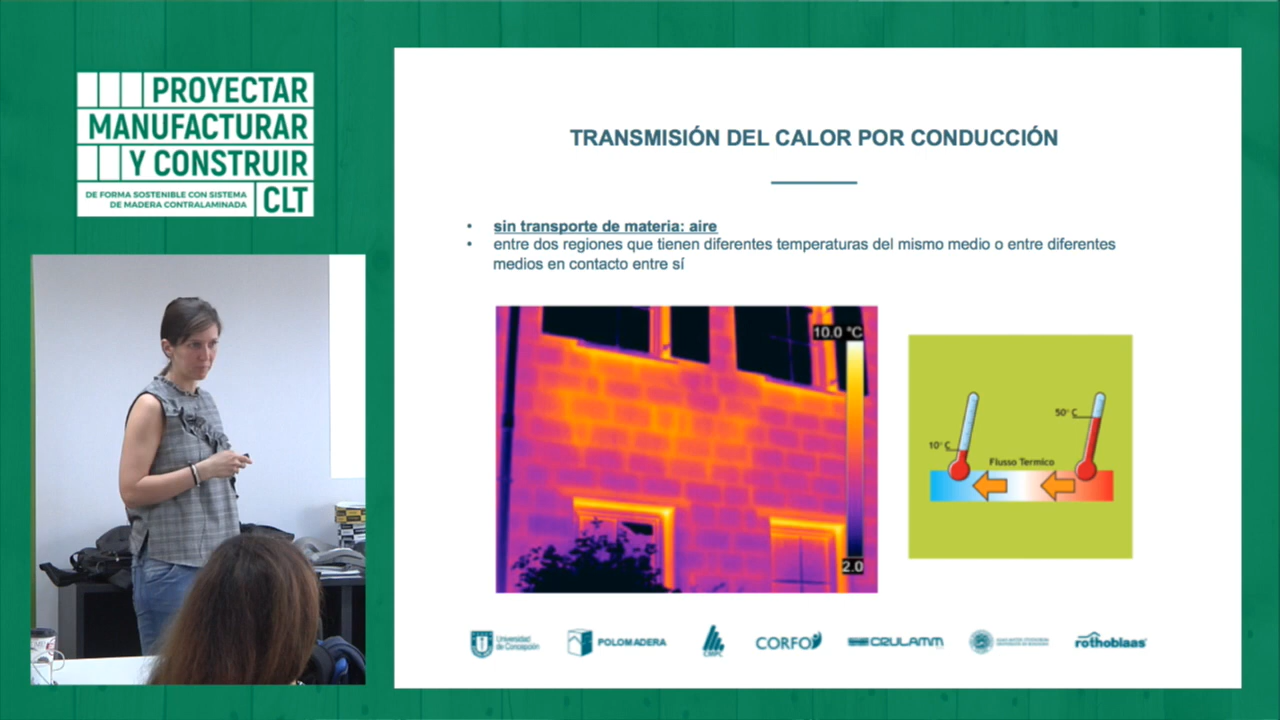 PROYECTAR
MANUFACTURAR
Y CONSTRUIR
DE FORMA SOSTENIBLE CON SISTEMA
DE MADERA CONTRALAMINADA
CLT
TRANSMISIÓN DEL CALOR POR CONDUCCIÓN
• sin transporte de materia: aire
• entre dos regiones que tienen diferentes temperaturas del mismo medio o entre diferentes
medios en contacto entre sí
10.0 °C
2.0
50° C
10° C
Flusso Termico
Universidad
de Concepción
POLOMADERA
CORFO
CRULAMM
rothoblaas